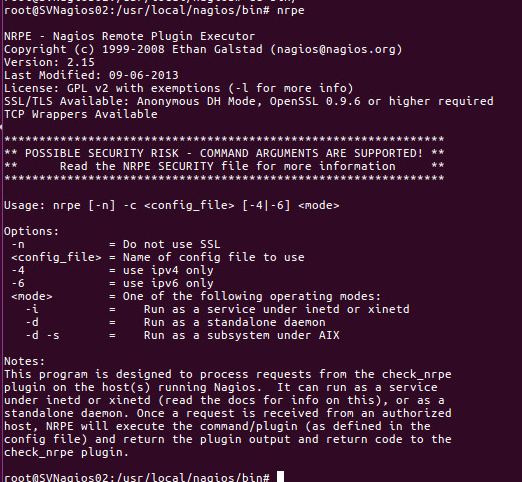 root@SVNagios02:/usr/local/nagios/bin# nrpe
NRPE - Nagios Remote Plugin Executor
Copyright (c) 1999-2008 Ethan Galstad (nagios@nagios.org)
Version: 2.15
Last Modified: 09-06-2013
License: GPL v2 with exemptions (-l for more info)
SSL/TLS Available: Anonymous DH Mode, OpenSSL 0.9.6 or higher required
TCP Wrappers Available
***************************************************************
** POSSIBLE SECURITY RISK - COMMAND ARGUMENTS ARE SUPPORTED! **
**      Read the NRPE SECURITY file for more information     **
***************************************************************
Usage: nrpe [-n] -c <config_file> [-4|-6] <mode>
Options:
 -n            = Do not use SSL
 <config_file> = Name of config file to use
 -4            = use ipv4 only
 -6            = use ipv6 only
 <mode>        = One of the following operating modes:
   -i          =    Run as a service under inetd or xinetd
   -d          =    Run as a standalone daemon
   -d -s       =    Run as a subsystem under AIX
Notes:
This program is designed to process requests from the check_nrpe
plugin on the host(s) running Nagios.  It can run as a service
under inetd or xinetd (read the docs for info on this), or as a
standalone daemon. Once a request is received from an authorized
host, NRPE will execute the command/plugin (as defined in the
config file) and return the plugin output and return code to the
check_nrpe plugin.
root@SVNagios02:/usr/local/nagios/bin#